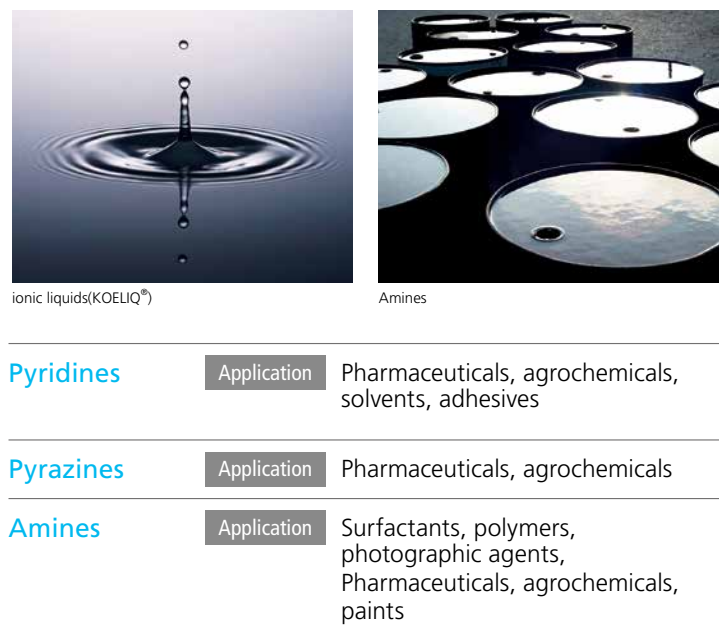 ionic liquids(KOELIQ®)
Amines
Pyridines
Application
Pharmaceuticals, agrochemicals,
solvents, adhesives
Pyrazines
Application
Pharmaceuticals, agrochemicals
Amines
Application
Surfactants, polymers,
photographic agents,
Pharmaceuticals, agrochemicals,
paints